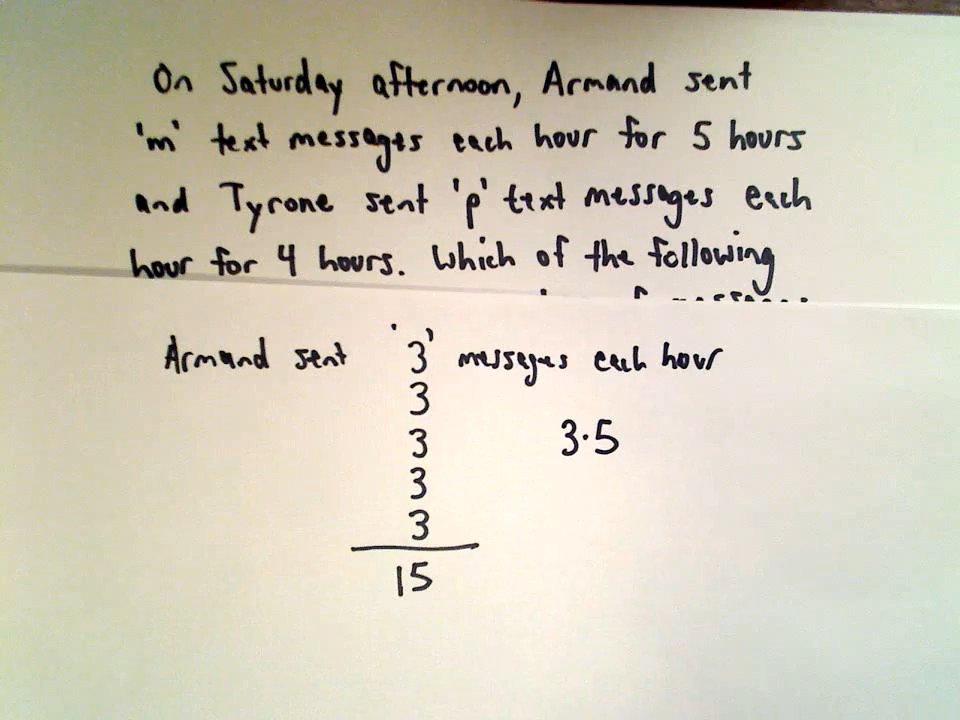 On Saturday afternoon, Armand sent
'm' text messages each hour for 5 hours
and Tyrone sent 'p' text messages each
hour for 4 hours. Which of the following
Armand sent '3' messages each hour
3
3 3·5
3
3
15